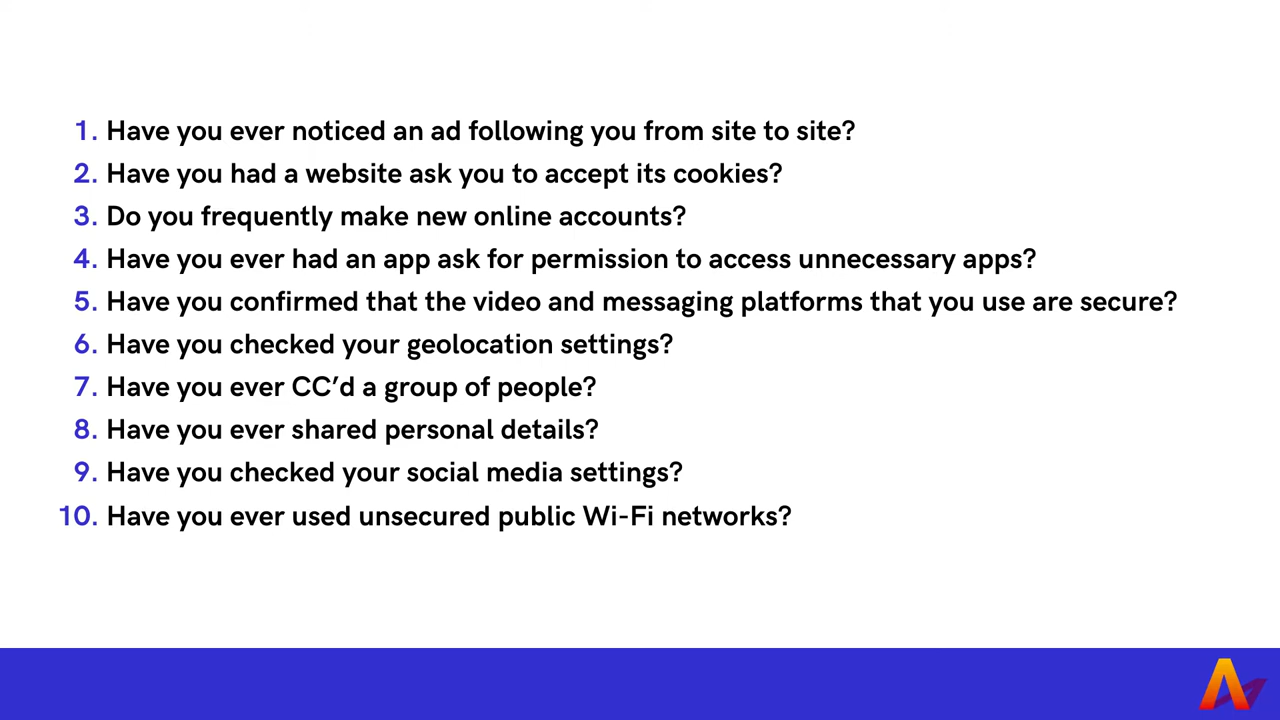 1. Have you ever noticed an ad following you from site to site?
2. Have you had a website ask you to accept its cookies?
3. Do you frequently make new online accounts?
4. Have you ever had an app ask for permission to access unnecessary apps?
5. Have you confirmed that the video and messaging platforms that you use are secure?
6. Have you checked your geolocation settings?
7. Have you ever CC’d a group of people?
8. Have you ever shared personal details?
9. Have you checked your social media settings?
10. Have you ever used unsecured public Wi-Fi networks?